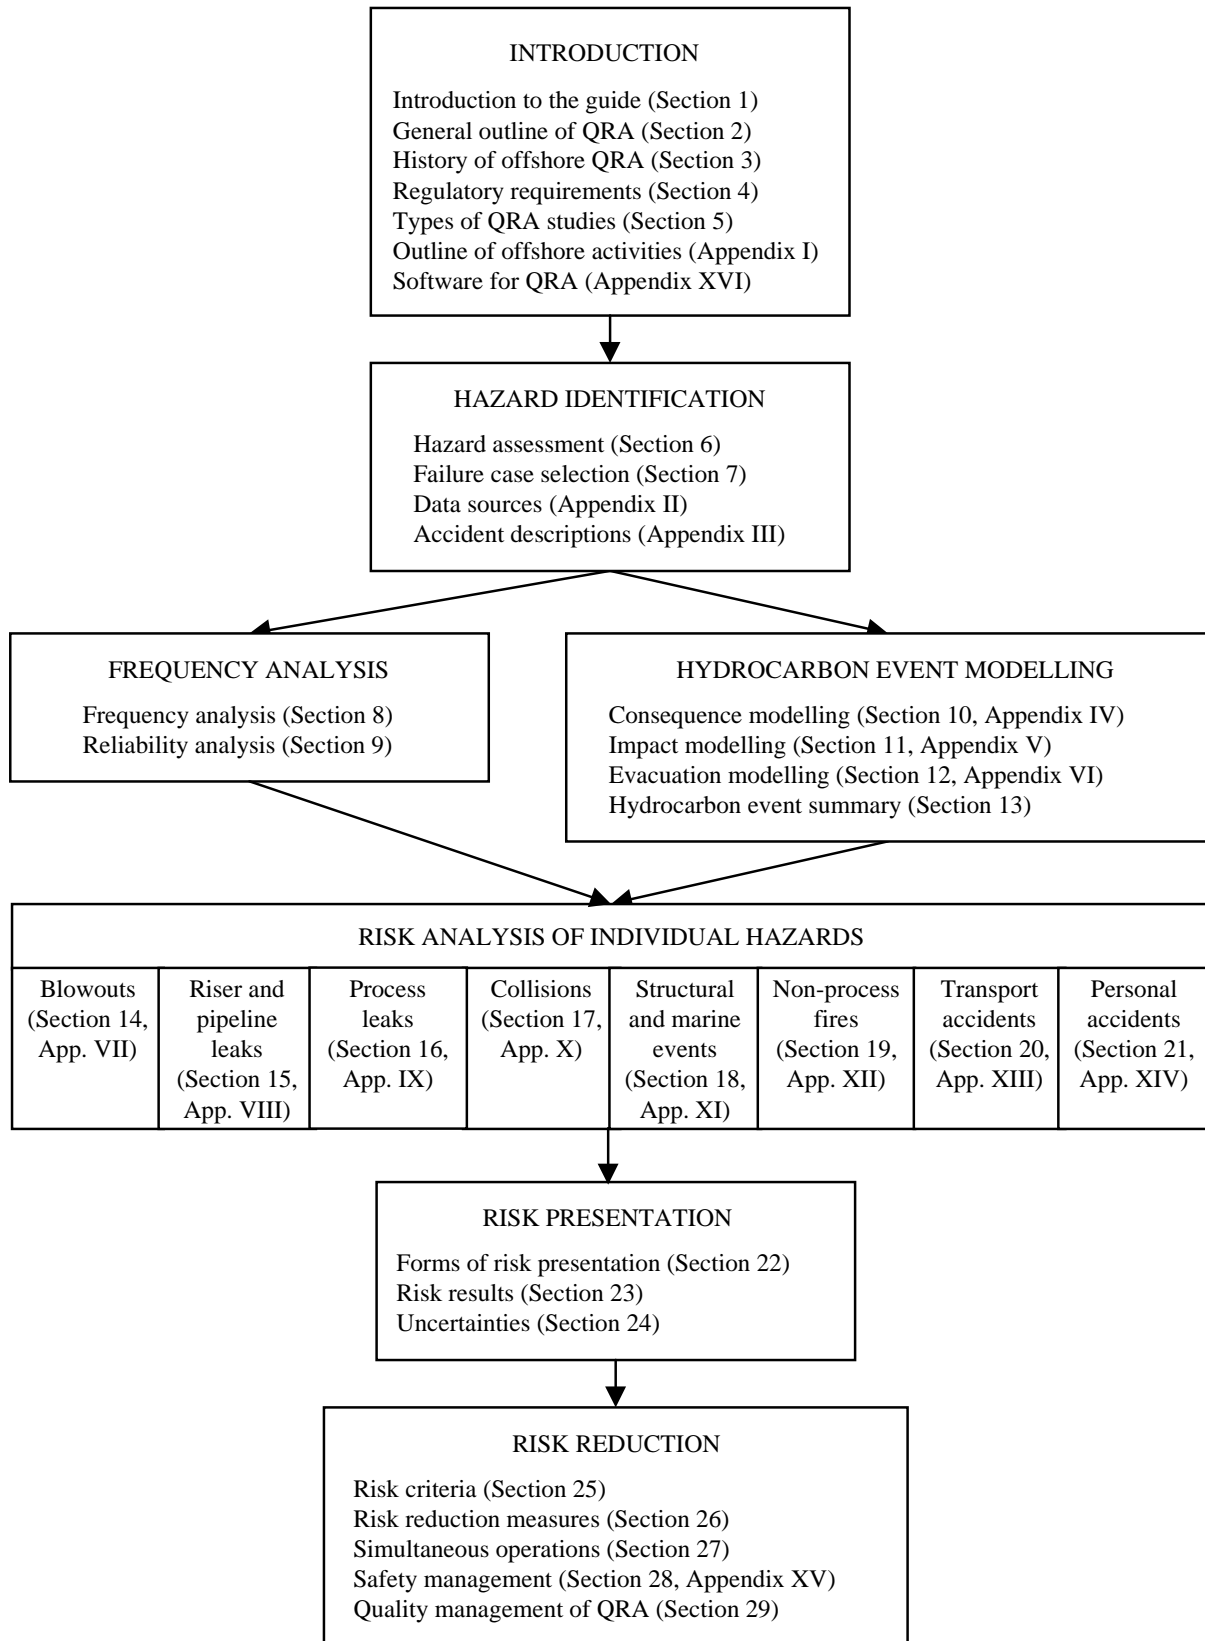 INTRODUCTION
Introduction to the guide (Section 1)
General outline of QRA (Section 2)
History of offshore QRA (Section 3)
Regulatory requirements (Section 4)
Types of QRA studies (Section 5)
Outline of offshore activities (Appendix I)
Software for QRA (Appendix XVI)
HAZARD IDENTIFICATION
Hazard assessment (Section 6)
Failure case selection (Section 7)
Data sources (Appendix II)
Accident descriptions (Appendix III)
FREQUENCY ANALYSIS
Frequency analysis (Section 8)
Reliability analysis (Section 9)
HYDROCARBON EVENT MODELLING
Consequence modelling (Section 10, Appendix IV)
Impact modelling (Section 11, Appendix V)
Evacuation modelling (Section 12, Appendix VI)
Hydrocarbon event summary (Section 13)
RISK ANALYSIS OF INDIVIDUAL HAZARDS
Blowouts
(Section 14,
App. VII)
Riser and
pipeline
leaks
(Section 15,
App. VIII)
Process
leaks
(Section 16,
App. IX)
Collisions
(Section 17,
App. X)
Structural
and marine
events
(Section 18,
App. XI)
Non-process
fires
(Section 19,
App. XII)
Transport
accidents
(Section 20,
App. XIII)
Personal
accidents
(Section 21,
App. XIV)
RISK PRESENTATION
Forms of risk presentation (Section 22)
Risk results (Section 23)
Uncertainties (Section 24)
RISK REDUCTION
Risk criteria (Section 25)
Risk reduction measures (Section 26)
Simultaneous operations (Section 27)
Safety management (Section 28, Appendix XV)
Quality management of QRA (Section 29)